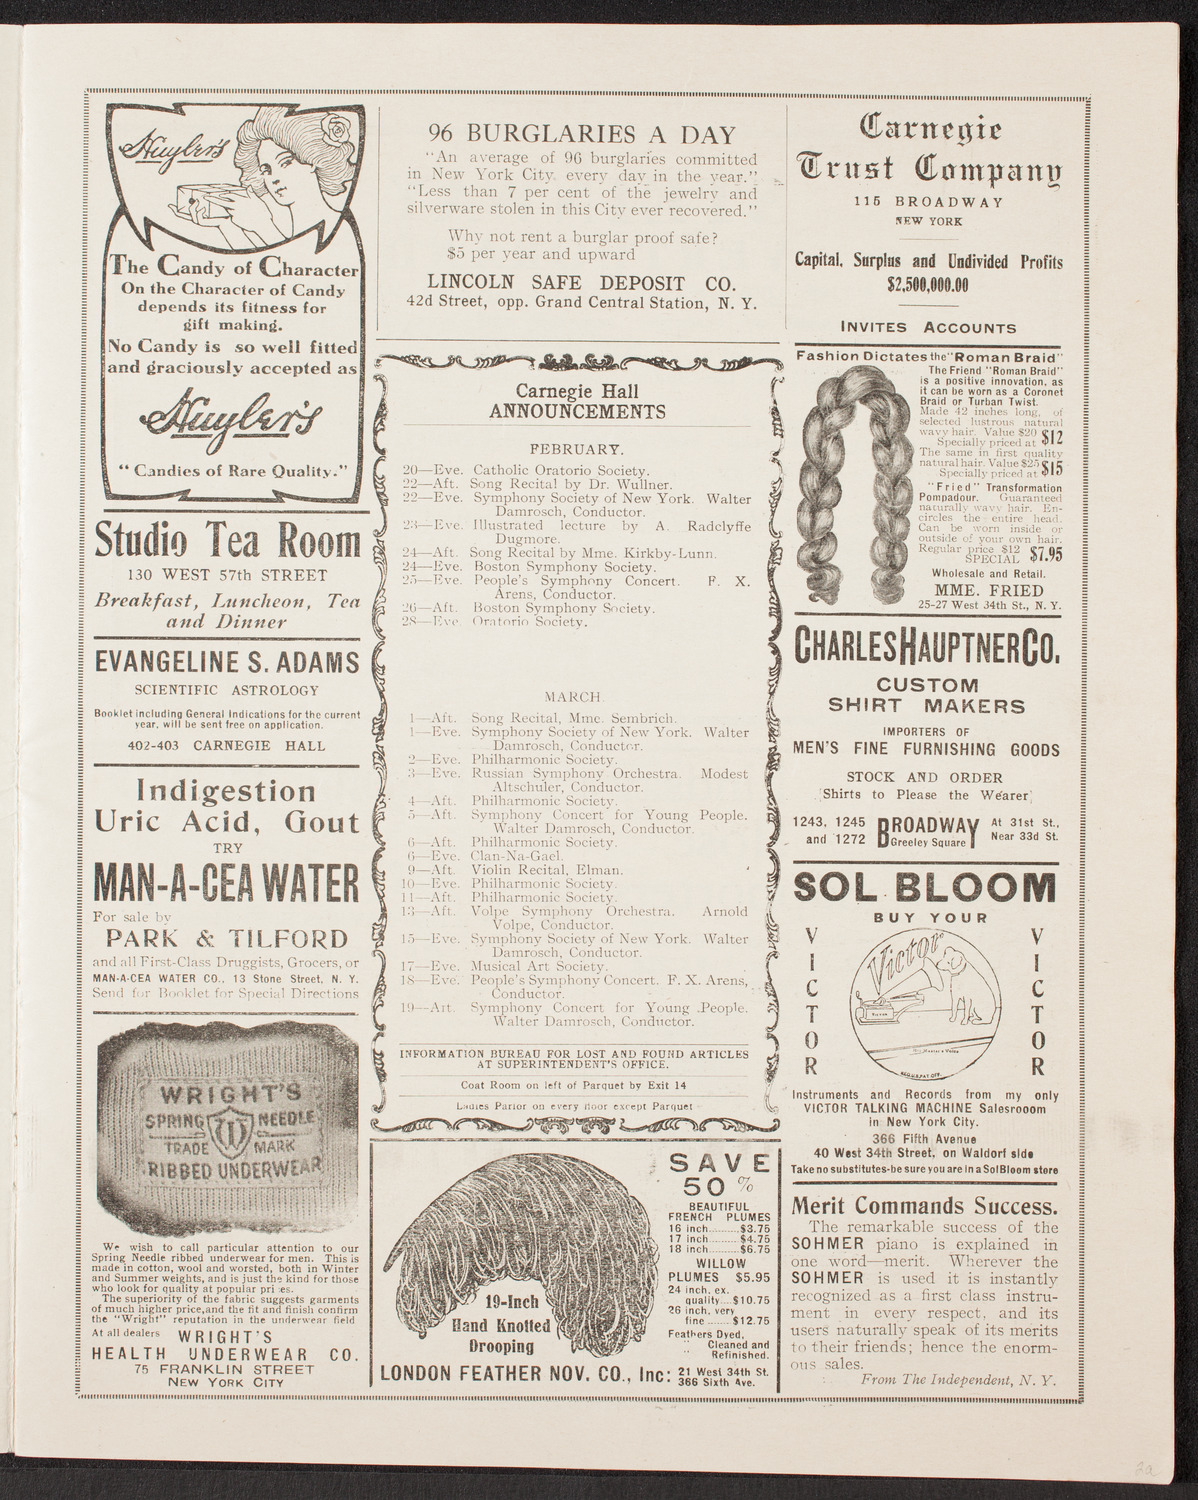 Huyler's
The Candy of Character
On the Character of Candy
depends its fitness for
gift making.
No Candy is so well fitted
and graciously accepted as
Huyler's
"Candies of Rare Quality."
Studio Tea Room
130 WEST 57th STREET
Breakfast, Luncheon, Tea
and Dinner
EVANGELINE S. ADAMS
SCIENTIFIC ASTROLOGY
Booklet including General Indications for the current
year, will be sent free on application.
402-403 CARNEGIE HALL
Indigestion
Uric Acid, Gout
TRY
MAN-A-CEA WATER
For sale by
PARK & TILFORD
and all First-Class Druggists, Grocers, or
MAN-A-CEA WATER CO., 13 Stone Street, N. Y.
Send for Booklet for Special Directions
WRIGHT'S
SPRING NEEDLE
W
TRADE MARK
RIBBED UNDERWEAR
We wish to call particular attention to our
Spring Needle ribbed underwear for men. This is
made in cotton, wool and worsted, both in Winter
and Summer weights, and is just the kind for those
who look for quality at popular pri es.
The superiority of the fabric suggests garments
of much higher price, and the fit and finish confirm
the "Wright" reputation in the underwear field
At all dealers WRIGHT'S
HEALTH UNDERWEAR CO.
75 FRANKLIN STREET
NEW YORK CITY
96 BURGLARIES A DAY
"An average of 96 burglaries committed
in New York City every day in the year."
"Less than 7 per cent of the jewelry and
silverware stolen in this City ever recovered."
Why not rent a burglar proof safe?
$5 per year and upward
LINCOLN SAFE DEPOSIT CO.
42d Street, opp. Grand Central Station, N. Y.
Carnegie Hall
ANNOUNCEMENTS
FEBRUARY.
20—Eve. Catholic Oratorio Society.
22—Aft. Song Recital by Dr. Wullner.
22—Eve. Symphony Society of New York. Walter
Damrosch, Conductor.
23—Eve. Illustrated lecture by A. Radclyffe
Dugmore.
24—Aft. Song Recital by Mme. Kirkby-Lunn.
24—Eve. Boston Symphony Society.
25—Eve. People's Symphony Concert. F. X.
Arens, Conductor.
26—Aft. Boston Symphony Society.
28—Eve. Oratorio Society.
MARCH.
1—Aft. Song Recital, Mme. Sembrich.
1—Eve. Symphony Society of New York. Walter
Damrosch, Conductor.
2—Eve. Philharmonic Society.
3—Eve. Russian Symphony Orchestra. Modest
Altschuler, Conductor.
4—Aft. Philharmonic Society.
5—Aft. Symphony Concert for Young People.
Walter Damrosch, Conductor.
6—Aft. Philharmonic Society.
6—Eve. Clan-Na-Gael.
9—Aft. Violin Recital, Elman.
10—Eve. Philharmonic Society.
11—Aft. Philharmonic Society.
13—Aft. Volpe Symphony Orchestra. Arnold
Volpe, Conductor.
15—Eve. Symphony Society of New York. Walter
Damrosch, Conductor.
17—Eve. Musical Art Society.
18—Eve. People's Symphony Concert. F. X. Arens,
Conductor.
19—Aft. Symphony Concert for Young People.
Walter Damrosch, Conductor.
INFORMATION BUREAU FOR LOST AND FOUND ARTICLES
AT SUPERINTENDENT'S OFFICE.
Coat Room on left of Parquet by Exit 14
Ladies Parlor on every floor except Parquet
SAVE
50%
BEAUTIFUL
FRENCH PLUMES
16 inch..........$3.75
17 inch..........$4.75
18 inch..........$6.75
WILLOW
PLUMES $5.95
24 inch, ex.
quality....$10.75
26 inch, very
fine.......$12.75
Feathers Dyed,
Cleaned and
Refinished.
19-Inch
Hand Knotted
Drooping
LONDON FEATHER NOV. CO., Inc: 21 West 34th St.
366 Sixth Ave.
Carnegie
Trust Company
115 BROADWAY
NEW YORK
Capital, Surplus and Undivided Profits
$2,500,000.00
INVITES ACCOUNTS
Fashion Dictates the "Roman Braid"
The Friend "Roman Braid"
is a positive innovation, as
it can be worn as a Coronet
Braid or Turban Twist.
Made 42 inches long, of
selected lustrous natural
wavy hair. Value $20
Specially priced at $12
The same in first quality
natural hair. Value $25
Specially priced at $15
"Fried" Transformation
Pompadour. Guaranteed
naturally wavy hair. En-
circles the entire head.
Can be worn inside or
outside of your own hair.
Regular price $12
SPECIAL $7.95
Wholesale and Retail.
MME. FRIED
25-27 West 34th St., N. Y.
CHARLES HAUPTNER CO.
CUSTOM
SHIRT MAKERS
IMPORTERS OF
MEN'S FINE FURNISHING GOODS
STOCK AND ORDER
Shirts to Please the Wearer
1243, 1245
and 1272 BROADWAY
Greeley Square At 31st St.,
Near 33d St.
SOL BLOOM
BUY YOUR
VICTOR
Victor
His Master's Voice
REG.U.S.PAT.OFF.
VICTOR
Instruments and Records from my only
VICTOR TALKING MACHINE Salesrooom
in New York City.
366 Fifth Avenue
40 West 34th Street, on Waldorf side
Take no substitutes-be sure you are in a Sol Bloom store
Merit Commands Success.
The remarkable success of the
SOHMER piano is explained in
one word—merit. Wherever the
SOHMER is used it is instantly
recognized as a first class instru-
ment in every respect, and its
users naturally speak of its merits
to their friends; hence the enorm-
ous sales.
From The Independent, N. Y.